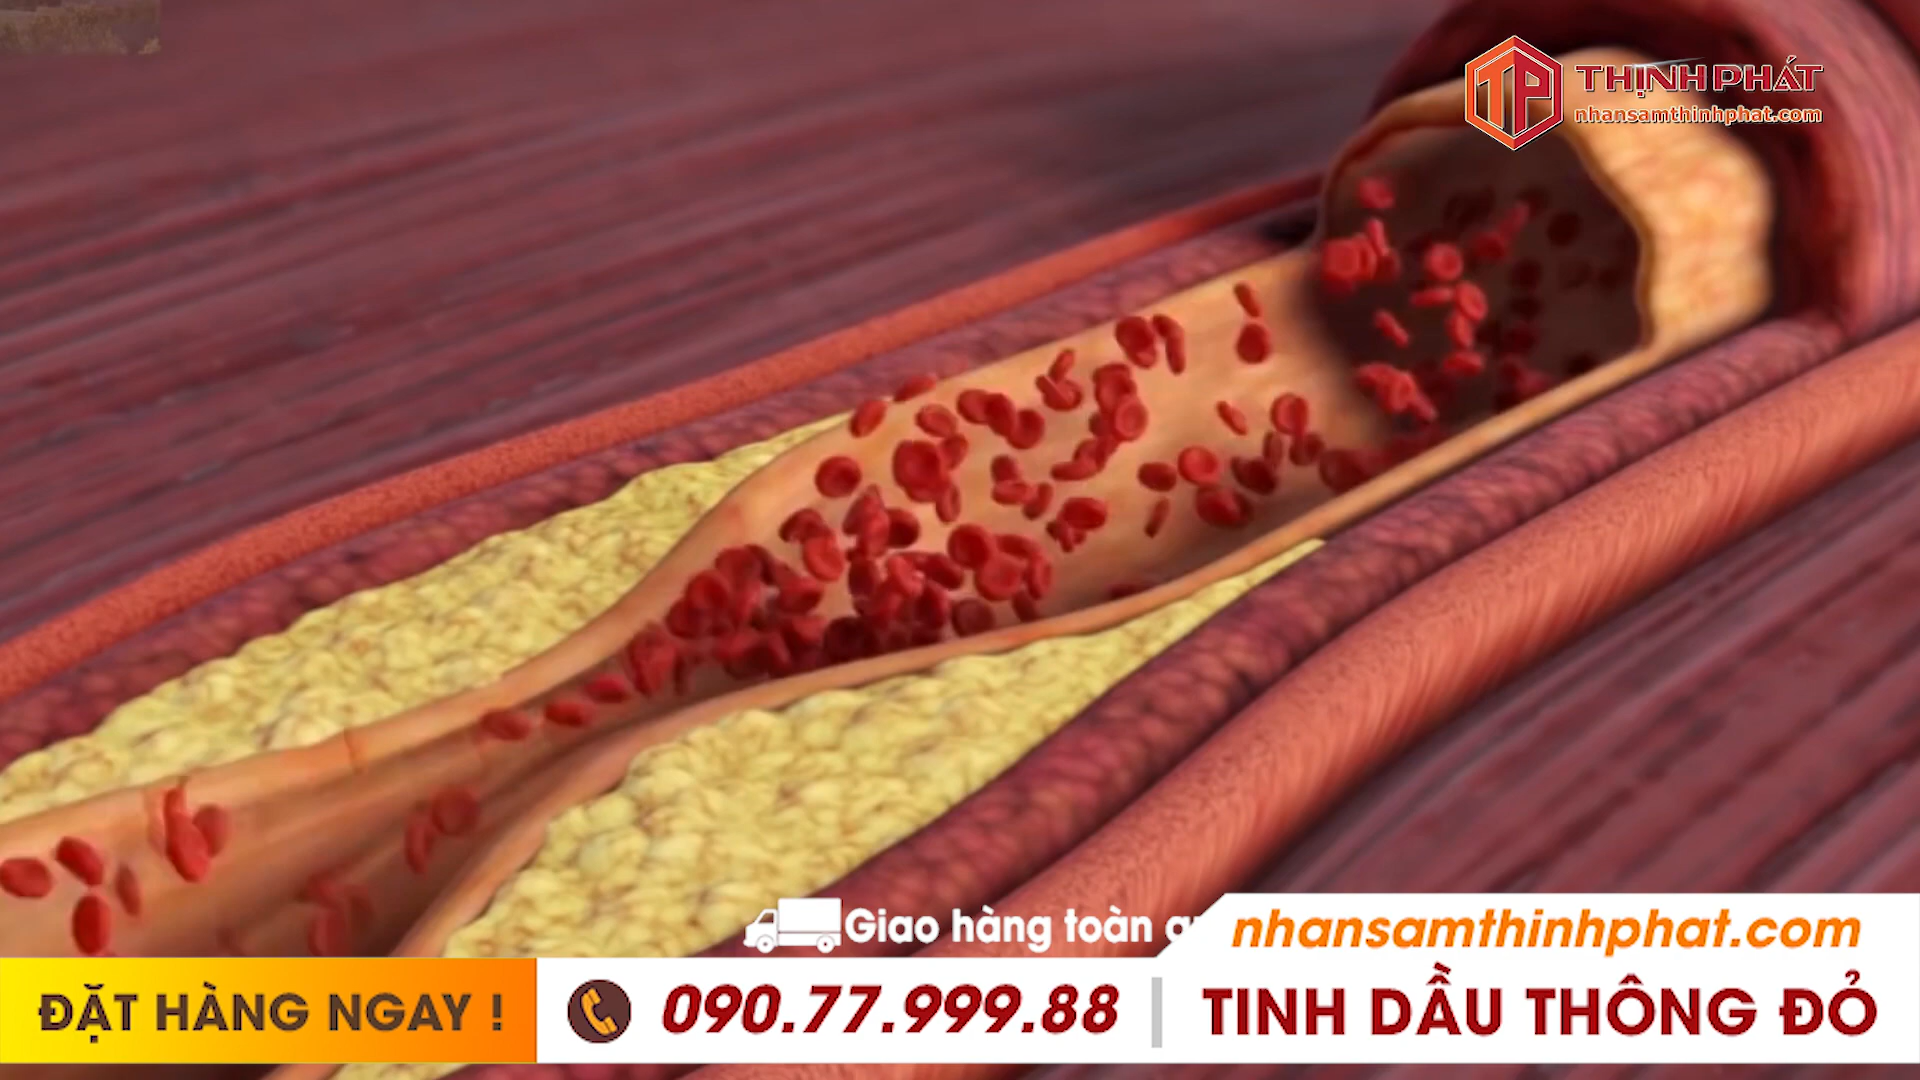 THỊNH PHÁT
nhansamthinhphat.com
Giao hàng toàn
nhansamthinhphat.com
ĐẶT HÀNG NGAY !
090.77.999.88
TINH DẦU THÔNG ĐỎ